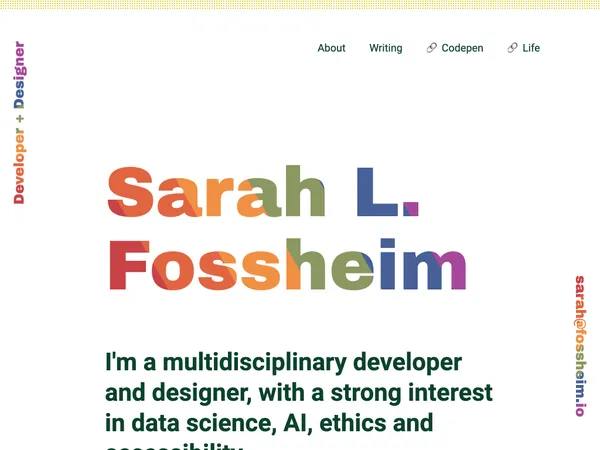 About Writing 🔗 Codepen 🔗 Life
Developer + Designer
Sarah L.
Fossheim
sarah@fossheim.io
I'm a multidisciplinary developer
and designer, with a strong interest
in data science, AI, ethics and
accessibility